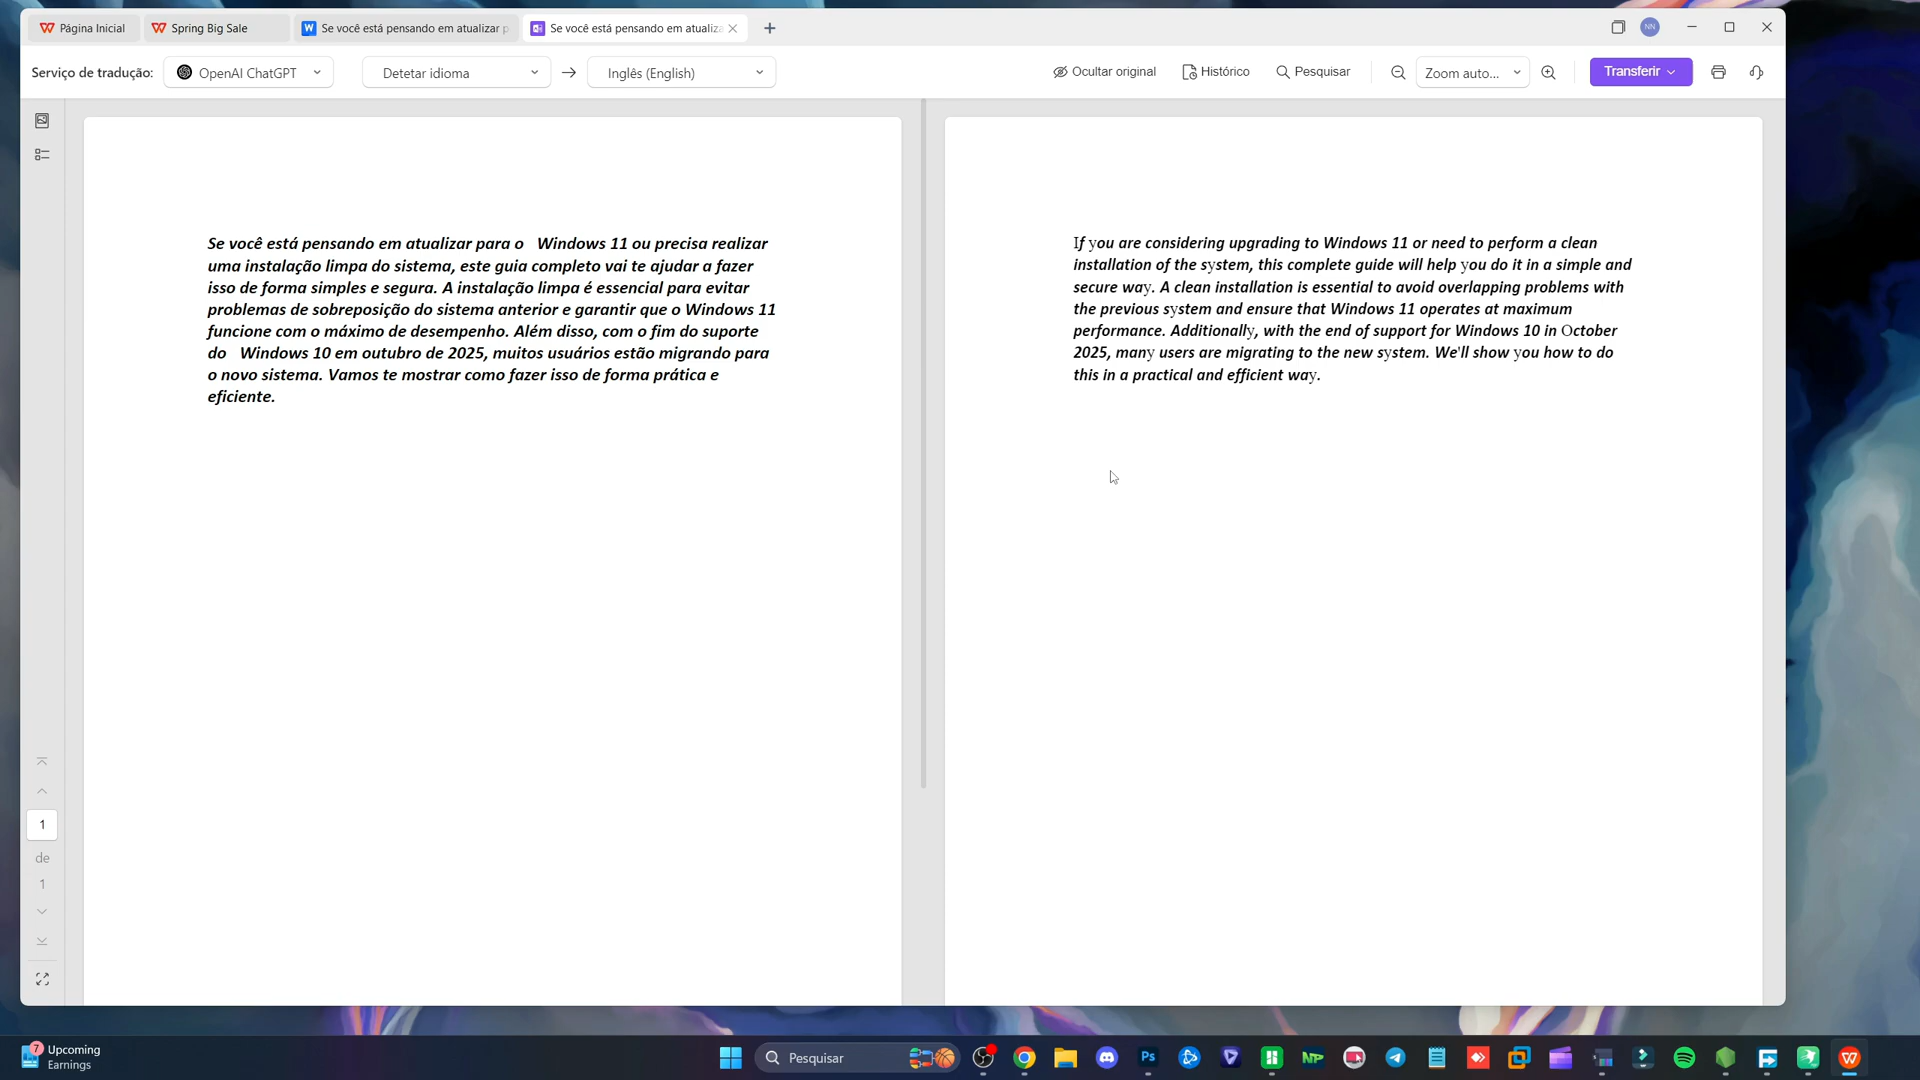 Página Inicial
Spring Big Sale
Se você está pensando em atualizar p
Se você está pensando em atualiza
Serviço de tradução:
OpenAI ChatGPT
Detetar idioma
Inglês (English)
Ocultar original
Histórico
Pesquisar
Zoom auto...
Transferir
Se você está pensando em atualizar para o Windows 11 ou precisa realizar
uma instalação limpa do sistema, este guia completo vai te ajudar a fazer
isso de forma simples e segura. A instalação limpa é essencial para evitar
problemas de sobreposição do sistema anterior e garantir que o Windows 11
funcione com o máximo de desempenho. Além disso, com o fim do suporte
do Windows 10 em outubro de 2025, muitos usuários estão migrando para
o novo sistema. Vamos te mostrar como fazer isso de forma prática e
eficiente.
If you are considering upgrading to Windows 11 or need to perform a clean
installation of the system, this complete guide will help you do it in a simple and
secure way. A clean installation is essential to avoid overlapping problems with
the previous system and ensure that Windows 11 operates at maximum
performance. Additionally, with the end of support for Windows 10 in October
2025, many users are migrating to the new system. We'll show you how to do
this in a practical and efficient way.
1
de
1
7
Upcoming
Earnings
Pesquisar
Ps
NP